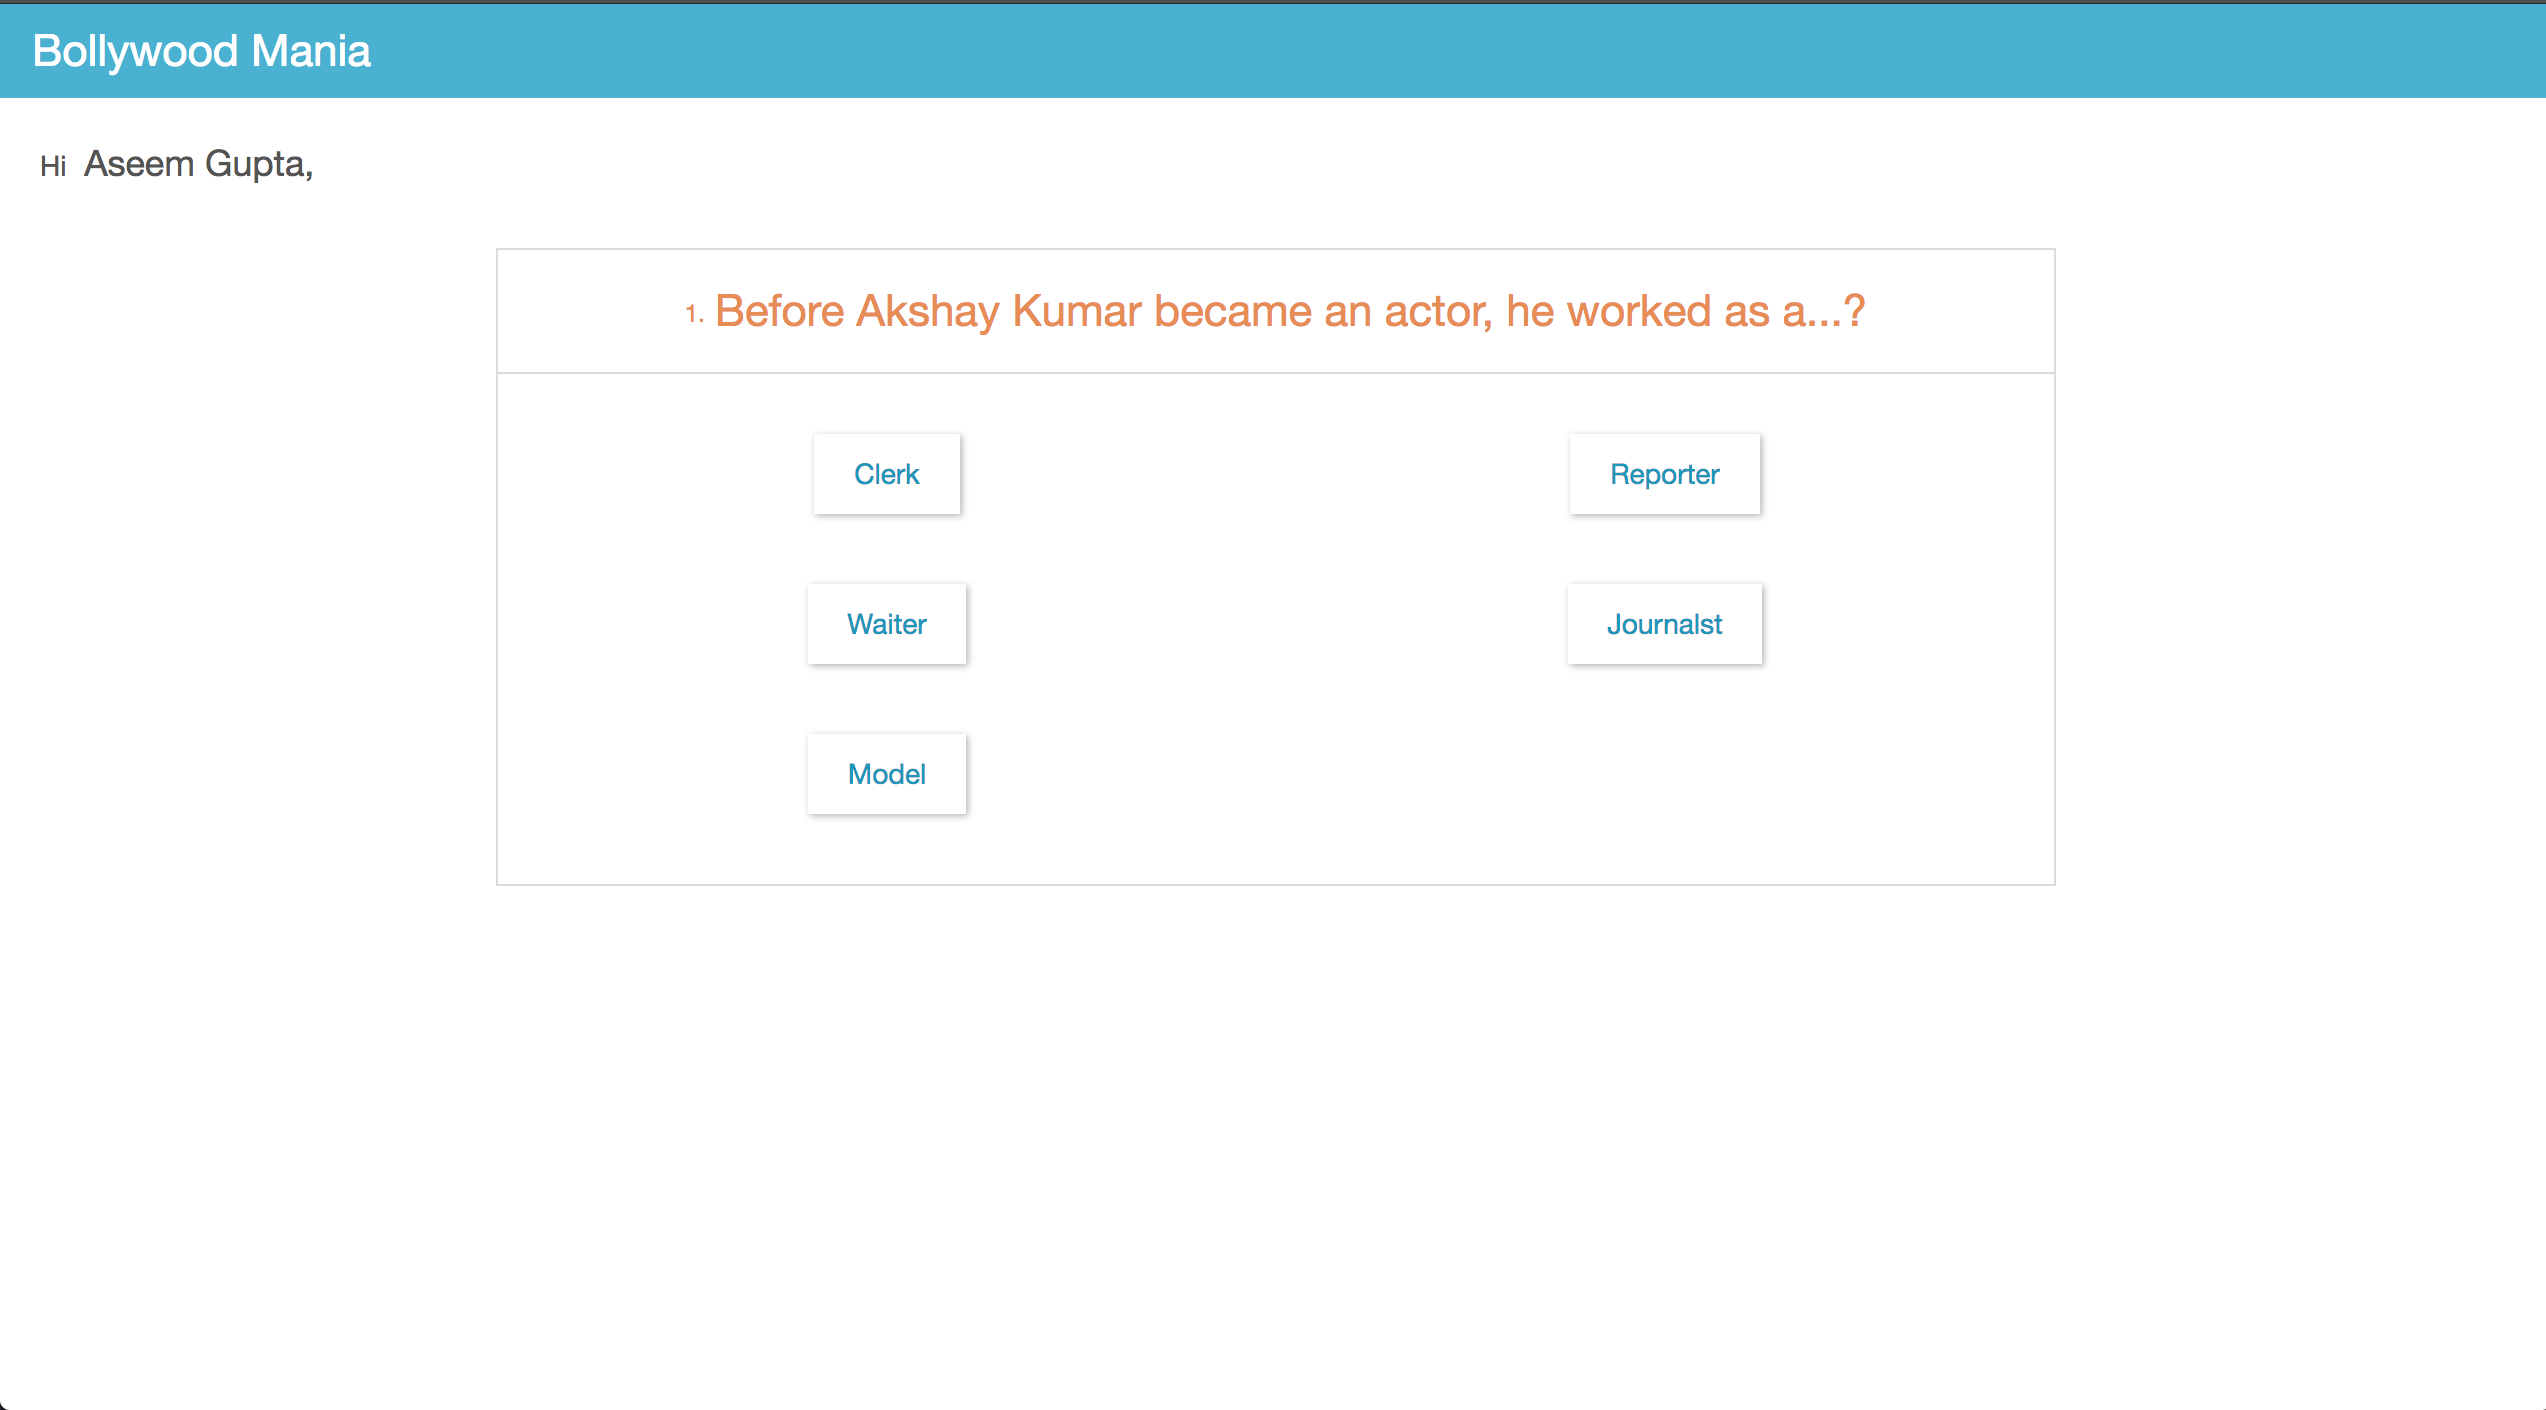 Bollywood Mania
Hi Aseem Gupta,
1. Before Akshay Kumar became an actor, he worked as a...?
Clerk
Reporter
Waiter
Journalst
Model